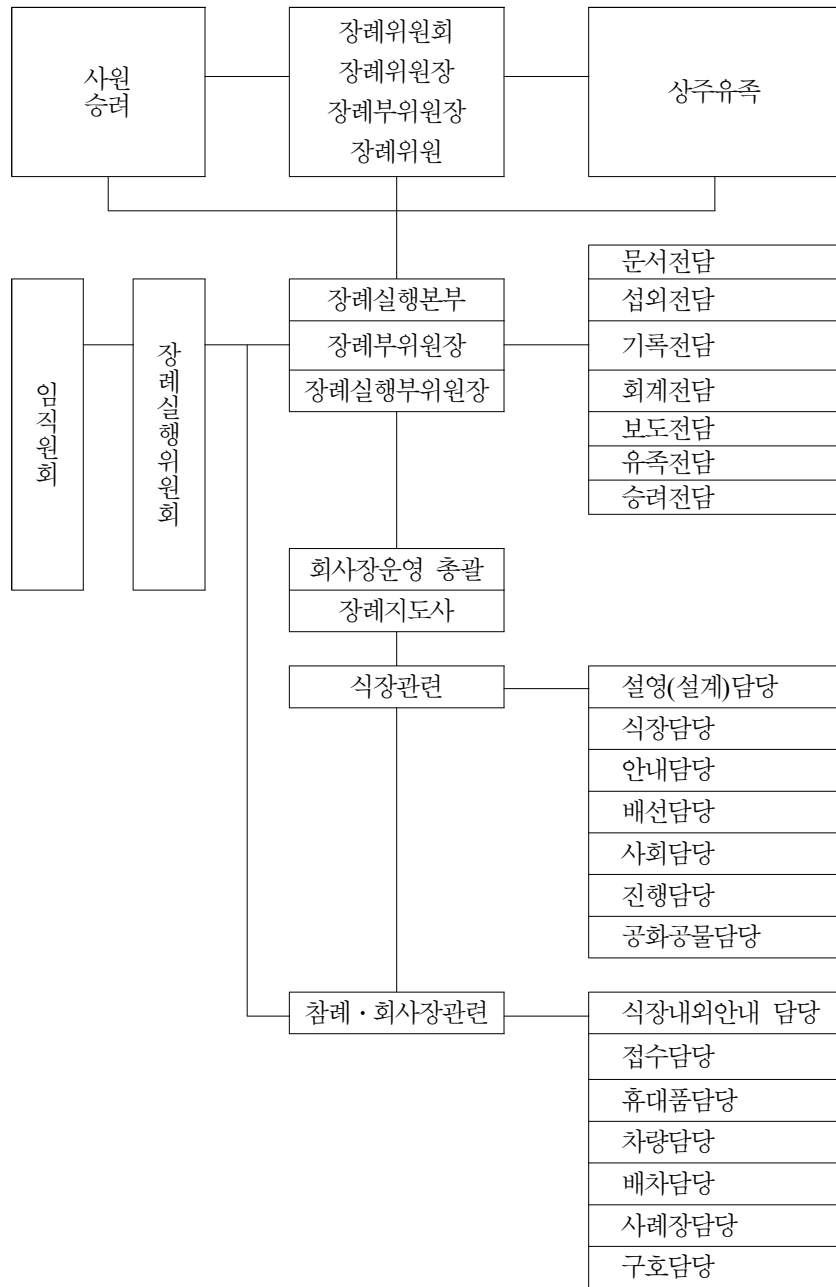 사원
승려
장례위원회
장례위원장
장례부위원장
장례위원
상주유족
임직원회
장례실행위원회
장례실행본부
장례부위원장
장례실행부위원장
문서전담
섭외전담
기록전담
회계전담
보도전담
유족전담
승려전담
회사장운영 총괄
장례지도사
식장관련
설영(설계)담당
식장담당
안내담당
배선담당
사회담당
진행담당
공화공물담당
참례·회사장관련
식장내외안내 담당
접수담당
휴대품담당
차량담당
배차담당
사례장담당
구호담당